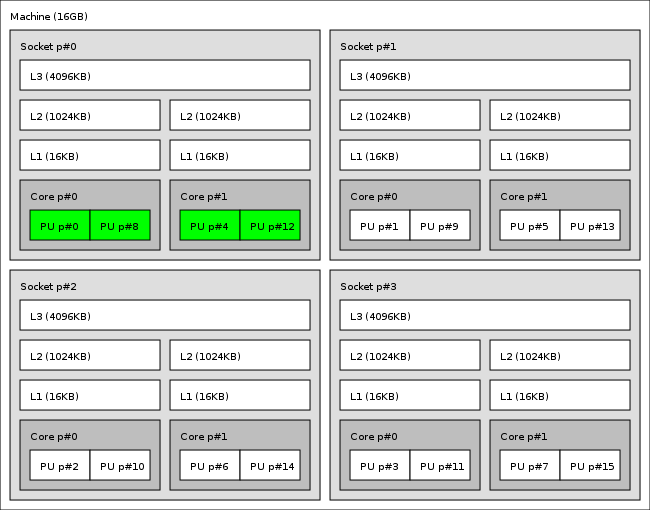 Machine (16GB)
Socket p#0
L3 (4096KB)
L2 (1024KB) L2 (1024KB)
L1 (16KB) L1 (16KB)
Core p#0 Core p#1
PU p#0 PU p#8 PU p#4 PU p#12
Socket p#1
L3 (4096KB)
L2 (1024KB) L2 (1024KB)
L1 (16KB) L1 (16KB)
Core p#0 Core p#1
PU p#1 PU p#9 PU p#5 PU p#13
Socket p#2
L3 (4096KB)
L2 (1024KB) L2 (1024KB)
L1 (16KB) L1 (16KB)
Core p#0 Core p#1
PU p#2 PU p#10 PU p#6 PU p#14
Socket p#3
L3 (4096KB)
L2 (1024KB) L2 (1024KB)
L1 (16KB) L1 (16KB)
Core p#0 Core p#1
PU p#3 PU p#11 PU p#7 PU p#15